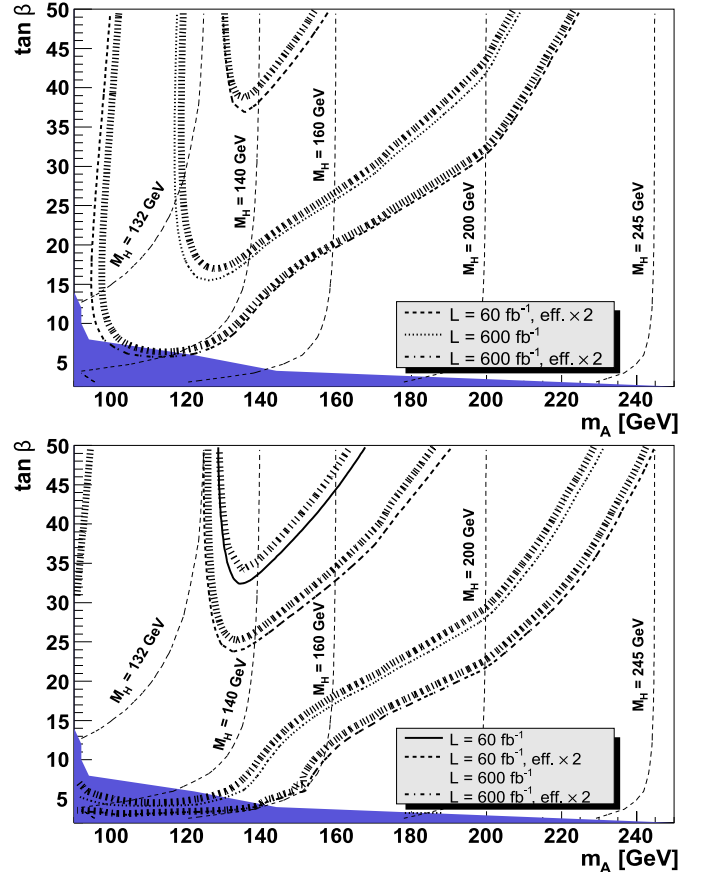 tan β
50
45
40
35
30
25
20
15
10
5
M_H = 132 GeV
M_H = 140 GeV
M_H = 160 GeV
M_H = 200 GeV
M_H = 245 GeV
L = 60 fb⁻¹, eff. × 2
L = 600 fb⁻¹
L = 600 fb⁻¹, eff. × 2
100 120 140 160 180 200 220 240
m_A [GeV]
tan β
50
45
40
35
30
25
20
15
10
5
M_H = 132 GeV
M_H = 140 GeV
M_H = 160 GeV
M_H = 200 GeV
M_H = 245 GeV
L = 60 fb⁻¹
L = 60 fb⁻¹, eff. × 2
L = 600 fb⁻¹
L = 600 fb⁻¹, eff. × 2
100 120 140 160 180 200 220 240
m_A [GeV]